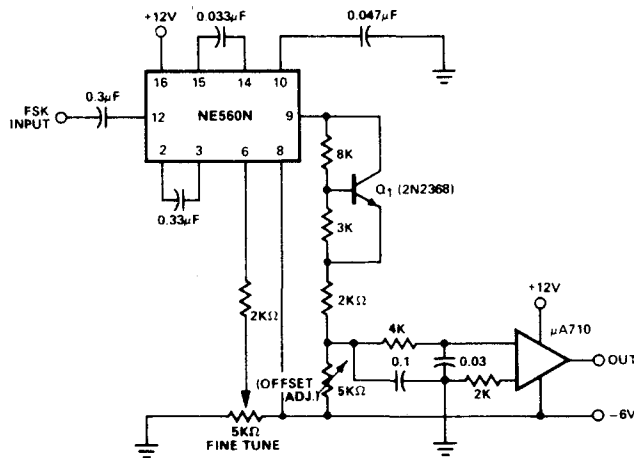 +12V
0.033µF
0.047µF
16
15
14
10
0.3µF
FSK
INPUT
12
NE560N
9
2
3
6
8
0.33µF
8K
Q1 (2N2368)
3K
2KΩ
2KΩ
+12V
µA710
4K
0.1
0.03
2K
OUT
(OFFSET
ADJ.)
5KΩ
5KΩ
FINE TUNE
-6V